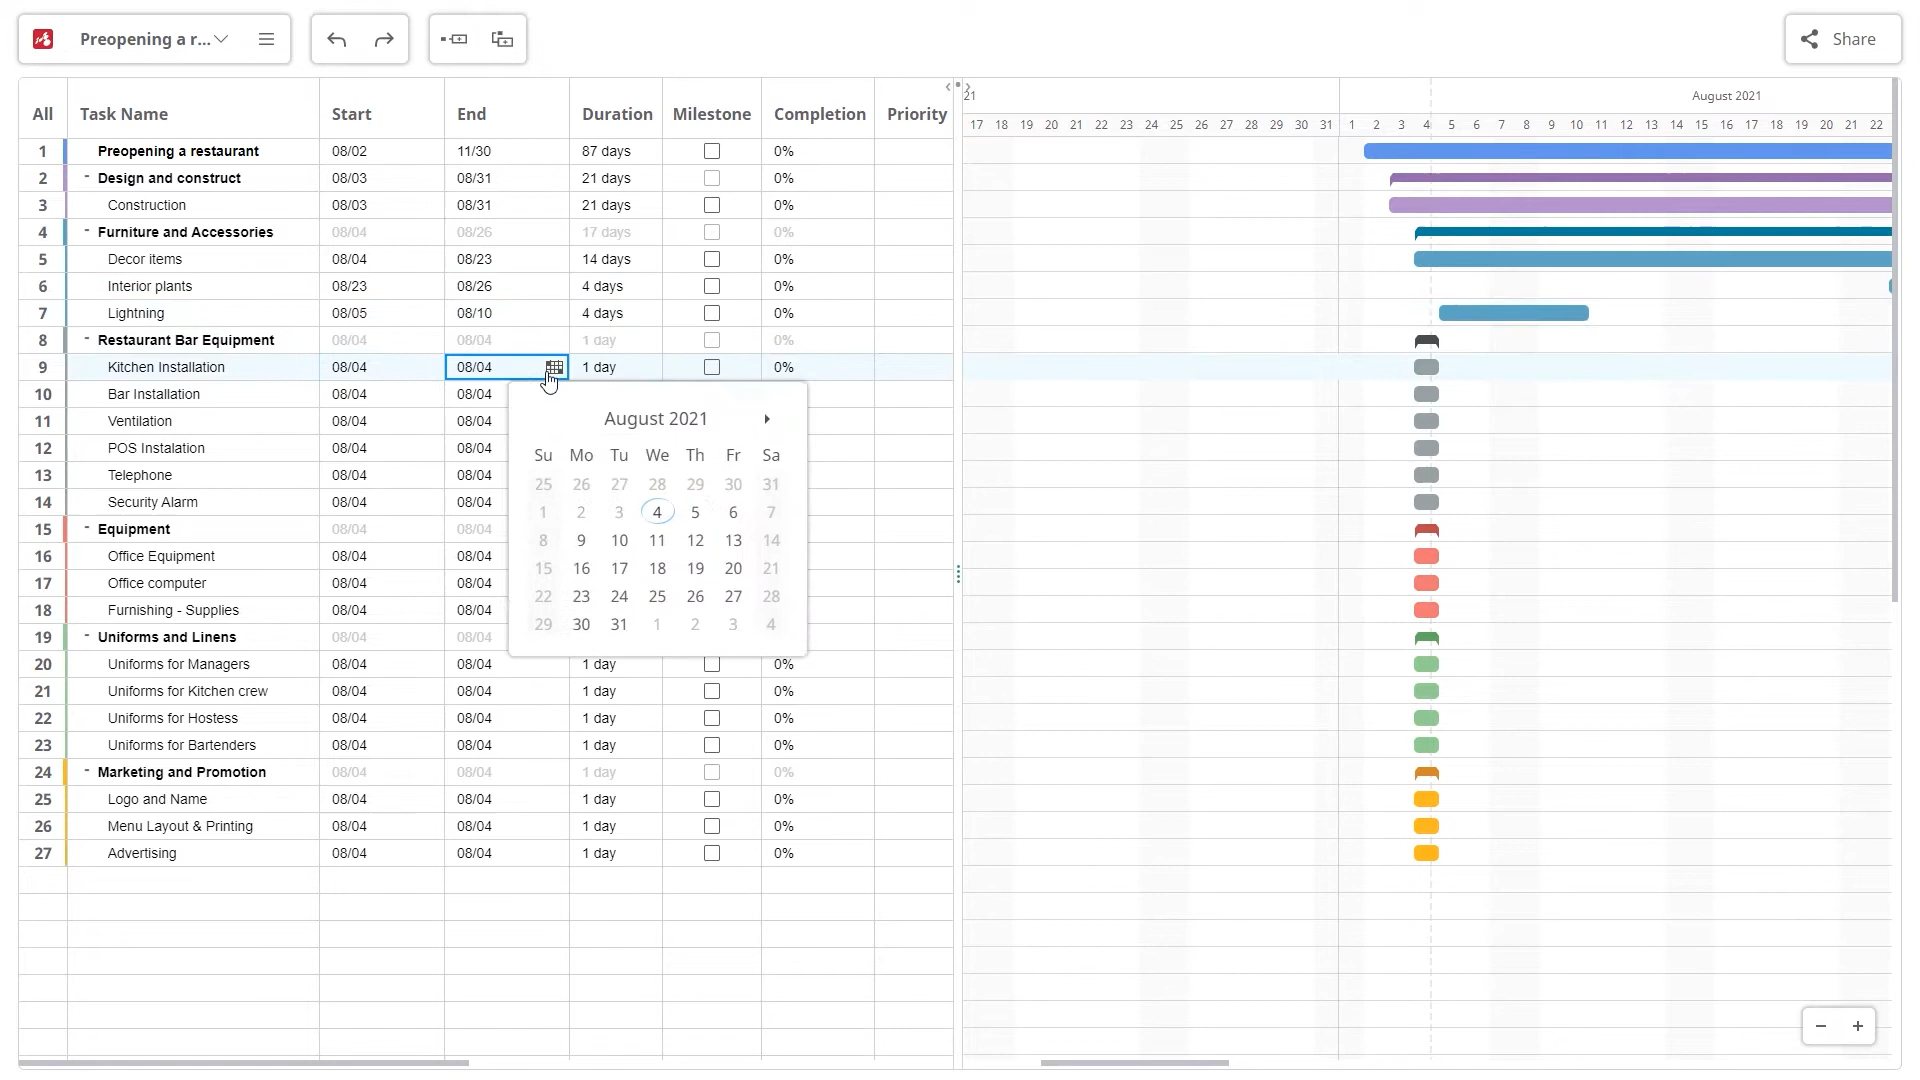 Preopening a r...
Share
All Task Name Start End Duration Milestone Completion Priority
1 Preopening a restaurant 08/02 11/30 87 days 0%
2 - Design and construct 08/03 08/31 21 days 0%
3 Construction 08/03 08/31 21 days 0%
4 - Furniture and Accessories 08/04 08/26 17 days 0%
5 Decor items 08/04 08/23 14 days 0%
6 Interior plants 08/23 08/26 4 days 0%
7 Lightning 08/05 08/10 4 days 0%
8 - Restaurant Bar Equipment 08/04 08/04 1 day 0%
9 Kitchen Installation 08/04 08/04 1 day 0%
10 Bar Installation 08/04 08/04
11 Ventilation 08/04 08/04
12 POS Instalation 08/04 08/04
13 Telephone 08/04 08/04
14 Security Alarm 08/04 08/04
15 - Equipment 08/04 08/04
16 Office Equipment 08/04 08/04
17 Office computer 08/04 08/04
18 Furnishing - Supplies 08/04 08/04
19 - Uniforms and Linens 08/04 08/04
20 Uniforms for Managers 08/04 08/04 1 day 0%
21 Uniforms for Kitchen crew 08/04 08/04 1 day 0%
22 Uniforms for Hostess 08/04 08/04 1 day 0%
23 Uniforms for Bartenders 08/04 08/04 1 day 0%
24 - Marketing and Promotion 08/04 08/04 1 day 0%
25 Logo and Name 08/04 08/04 1 day 0%
26 Menu Layout & Printing 08/04 08/04 1 day 0%
27 Advertising 08/04 08/04 1 day 0%
August 2021
Su Mo Tu We Th Fr Sa
25 26 27 28 29 30 31
1 2 3 4 5 6 7
8 9 10 11 12 13 14
15 16 17 18 19 20 21
22 23 24 25 26 27 28
29 30 31 1 2 3 4
21 August 2021
17 18 19 20 21 22 23 24 25 26 27 28 29 30 31 1 2 3 4 5 6 7 8 9 10 11 12 13 14 15 16 17 18 19 20 21 22